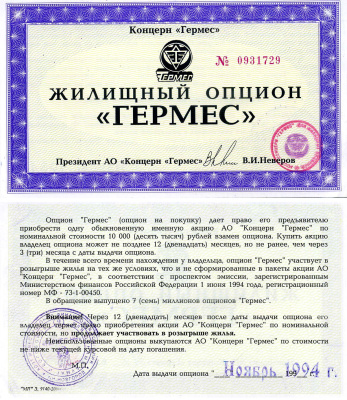 Концерн «Гермес»
ГЕРМЕС
№ 0931729
ЖИЛИЩНЫЙ ОПЦИОН
«ГЕРМЕС»
Президент АО «Концерн «Гермес» В.И.Неверов
Опцион "Гермес" (опцион на покупку) дает право его предъявителю
приобрести одну обыкновенную именную акцию АО "Концерн "Гермес" по
номинальной стоимости 10 000 (десять тысяч) рублей взамен опциона. Купить акцию
владелец опциона может не позднее 12 (двенадцать) месяцев, но не ранее, чем через
3 (три) месяца с даты выдачи опциона.
В течение всего времени нахождения у владельца, опцион "Гермес" участвует в
розыгрыше жилья на тех же условиях, что и не сформированные в пакеты акции АО
"Концерн "Гермес", в соответствии с проспектом эмиссии, зарегистрированным
Министерством финансов Российской Федерации 1 июня 1994 года, регистрационный
номер МФ - 73-1-00450.
В обращение выпущено 7 (семь) миллионов опционов "Гермес".
Внимание! Через 12 (двенадцать) месяцев после даты выдачи опциона его
владелец теряет право приобретения акции АО "Концерн "Гермес" по номинальной
стоимости, но продолжает участвовать в розыгрыше жилья.
Неиспользованные опционы выкупаются АО "Концерн "Гермес" по стоимости
не ниже текущей курсовой на дату погашения.
М.П.
Дата выдачи опциона " Ноябрь 1994 г.